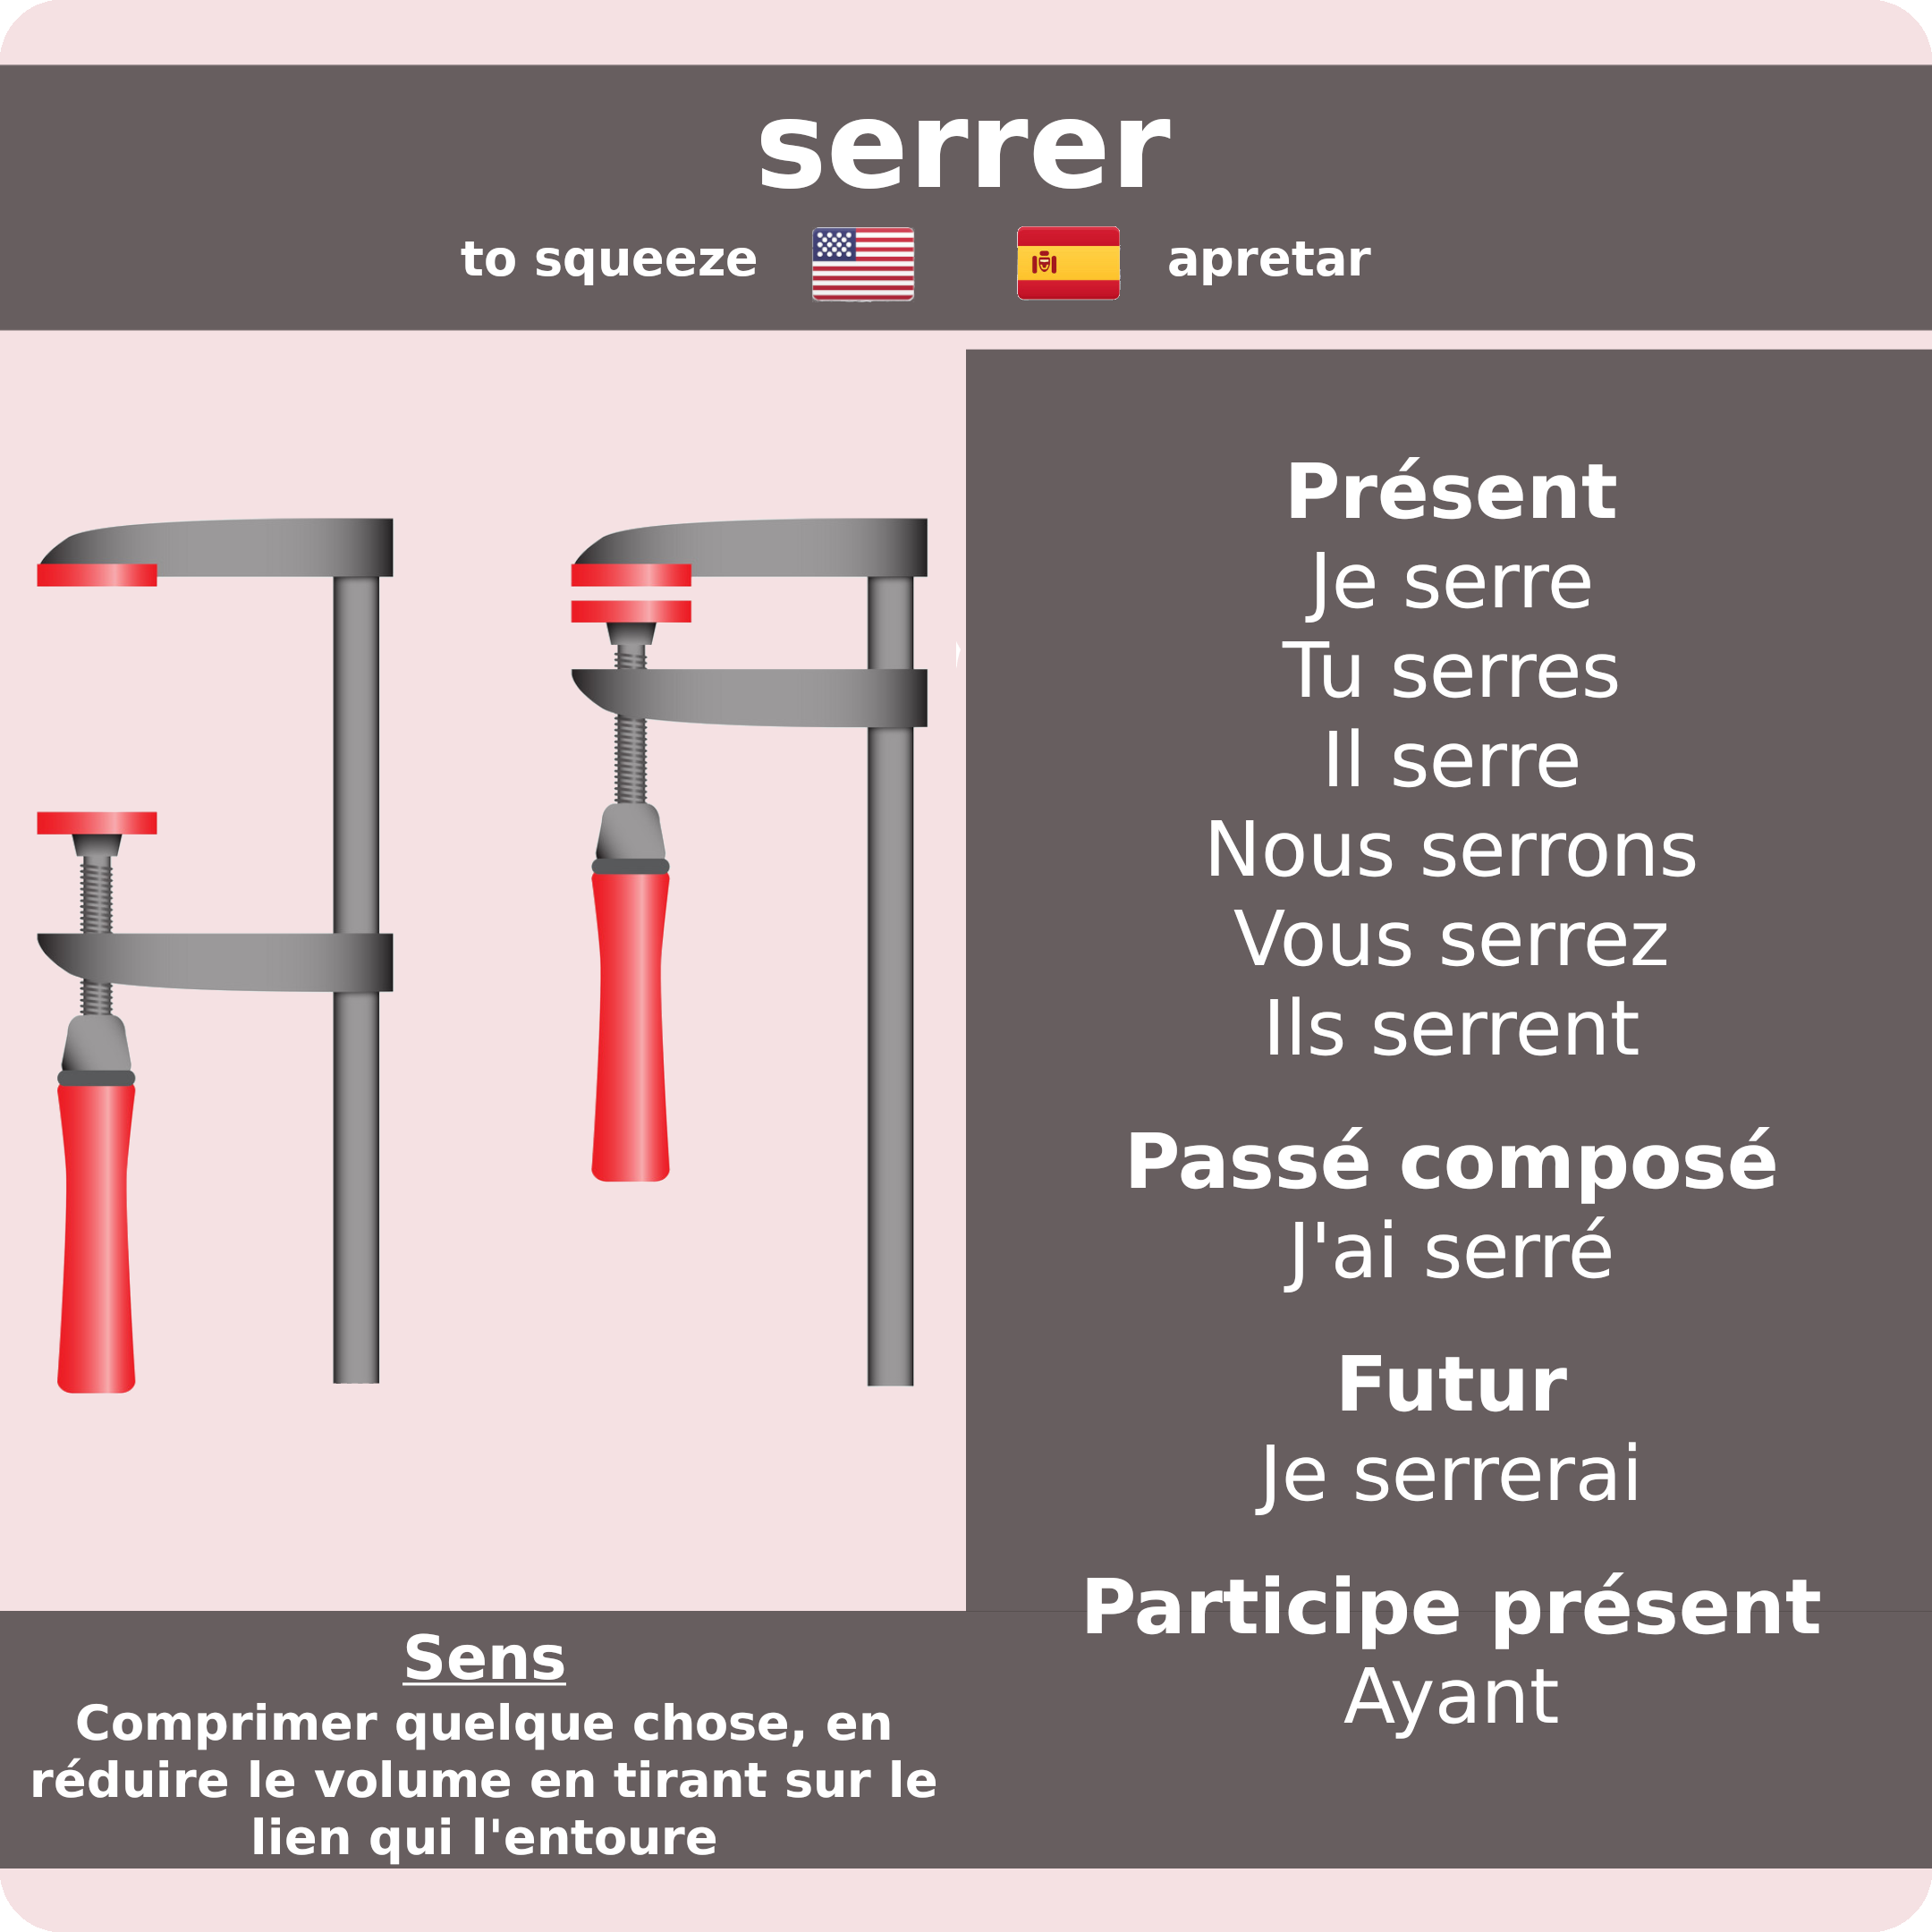 serrer
to squeeze apretar
Présent
Je serre
Tu serres
Il serre
Nous serrons
Vous serrez
Ils serrent
Passé composé
J'ai serré
Futur
Je serrerai
Participe présent
Ayant
Sens
Comprimer quelque chose, en
réduire le volume en tirant sur le
lien qui l'entoure